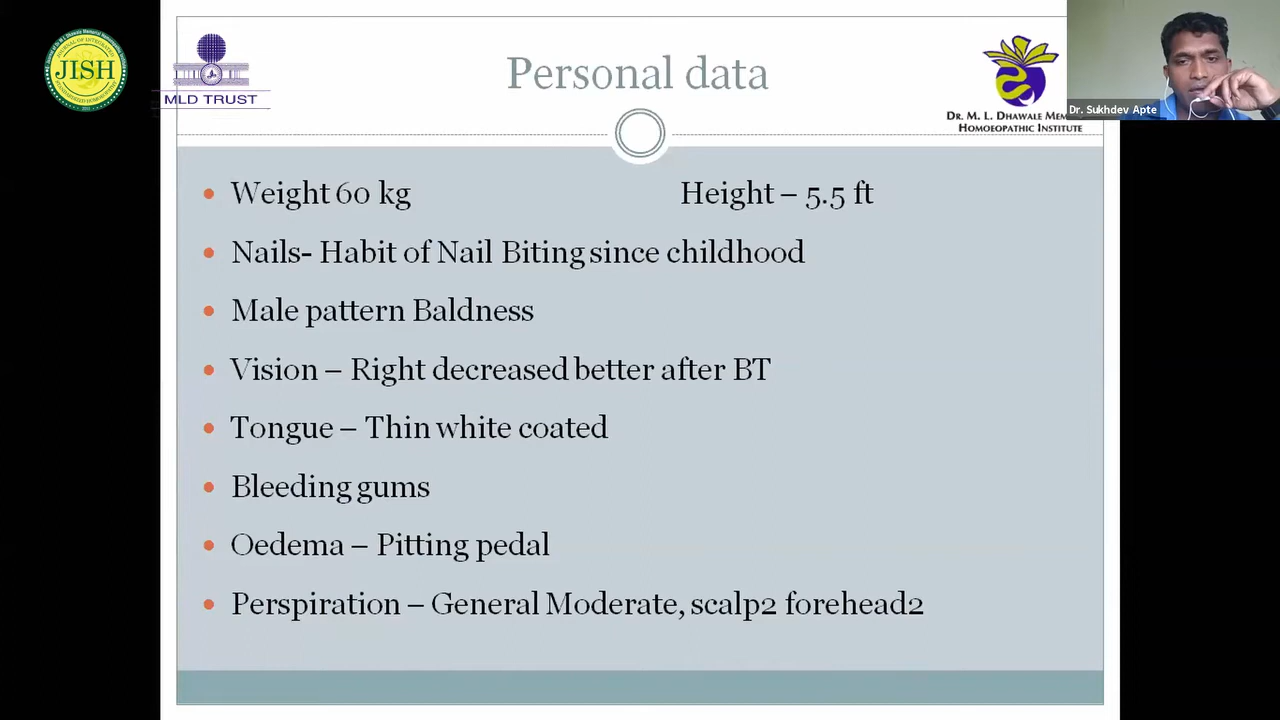 JISH
MLD TRUST
Personal data
DR. M. L. DHAWALE
HOMOEOPATHIC INSTITUTE
Dr. Sukhdev Apte
Weight 60 kg Height – 5.5 ft
Nails- Habit of Nail Biting since childhood
Male pattern Baldness
Vision – Right decreased better after BT
Tongue – Thin white coated
Bleeding gums
Oedema – Pitting pedal
Perspiration – General Moderate, scalp2 forehead2